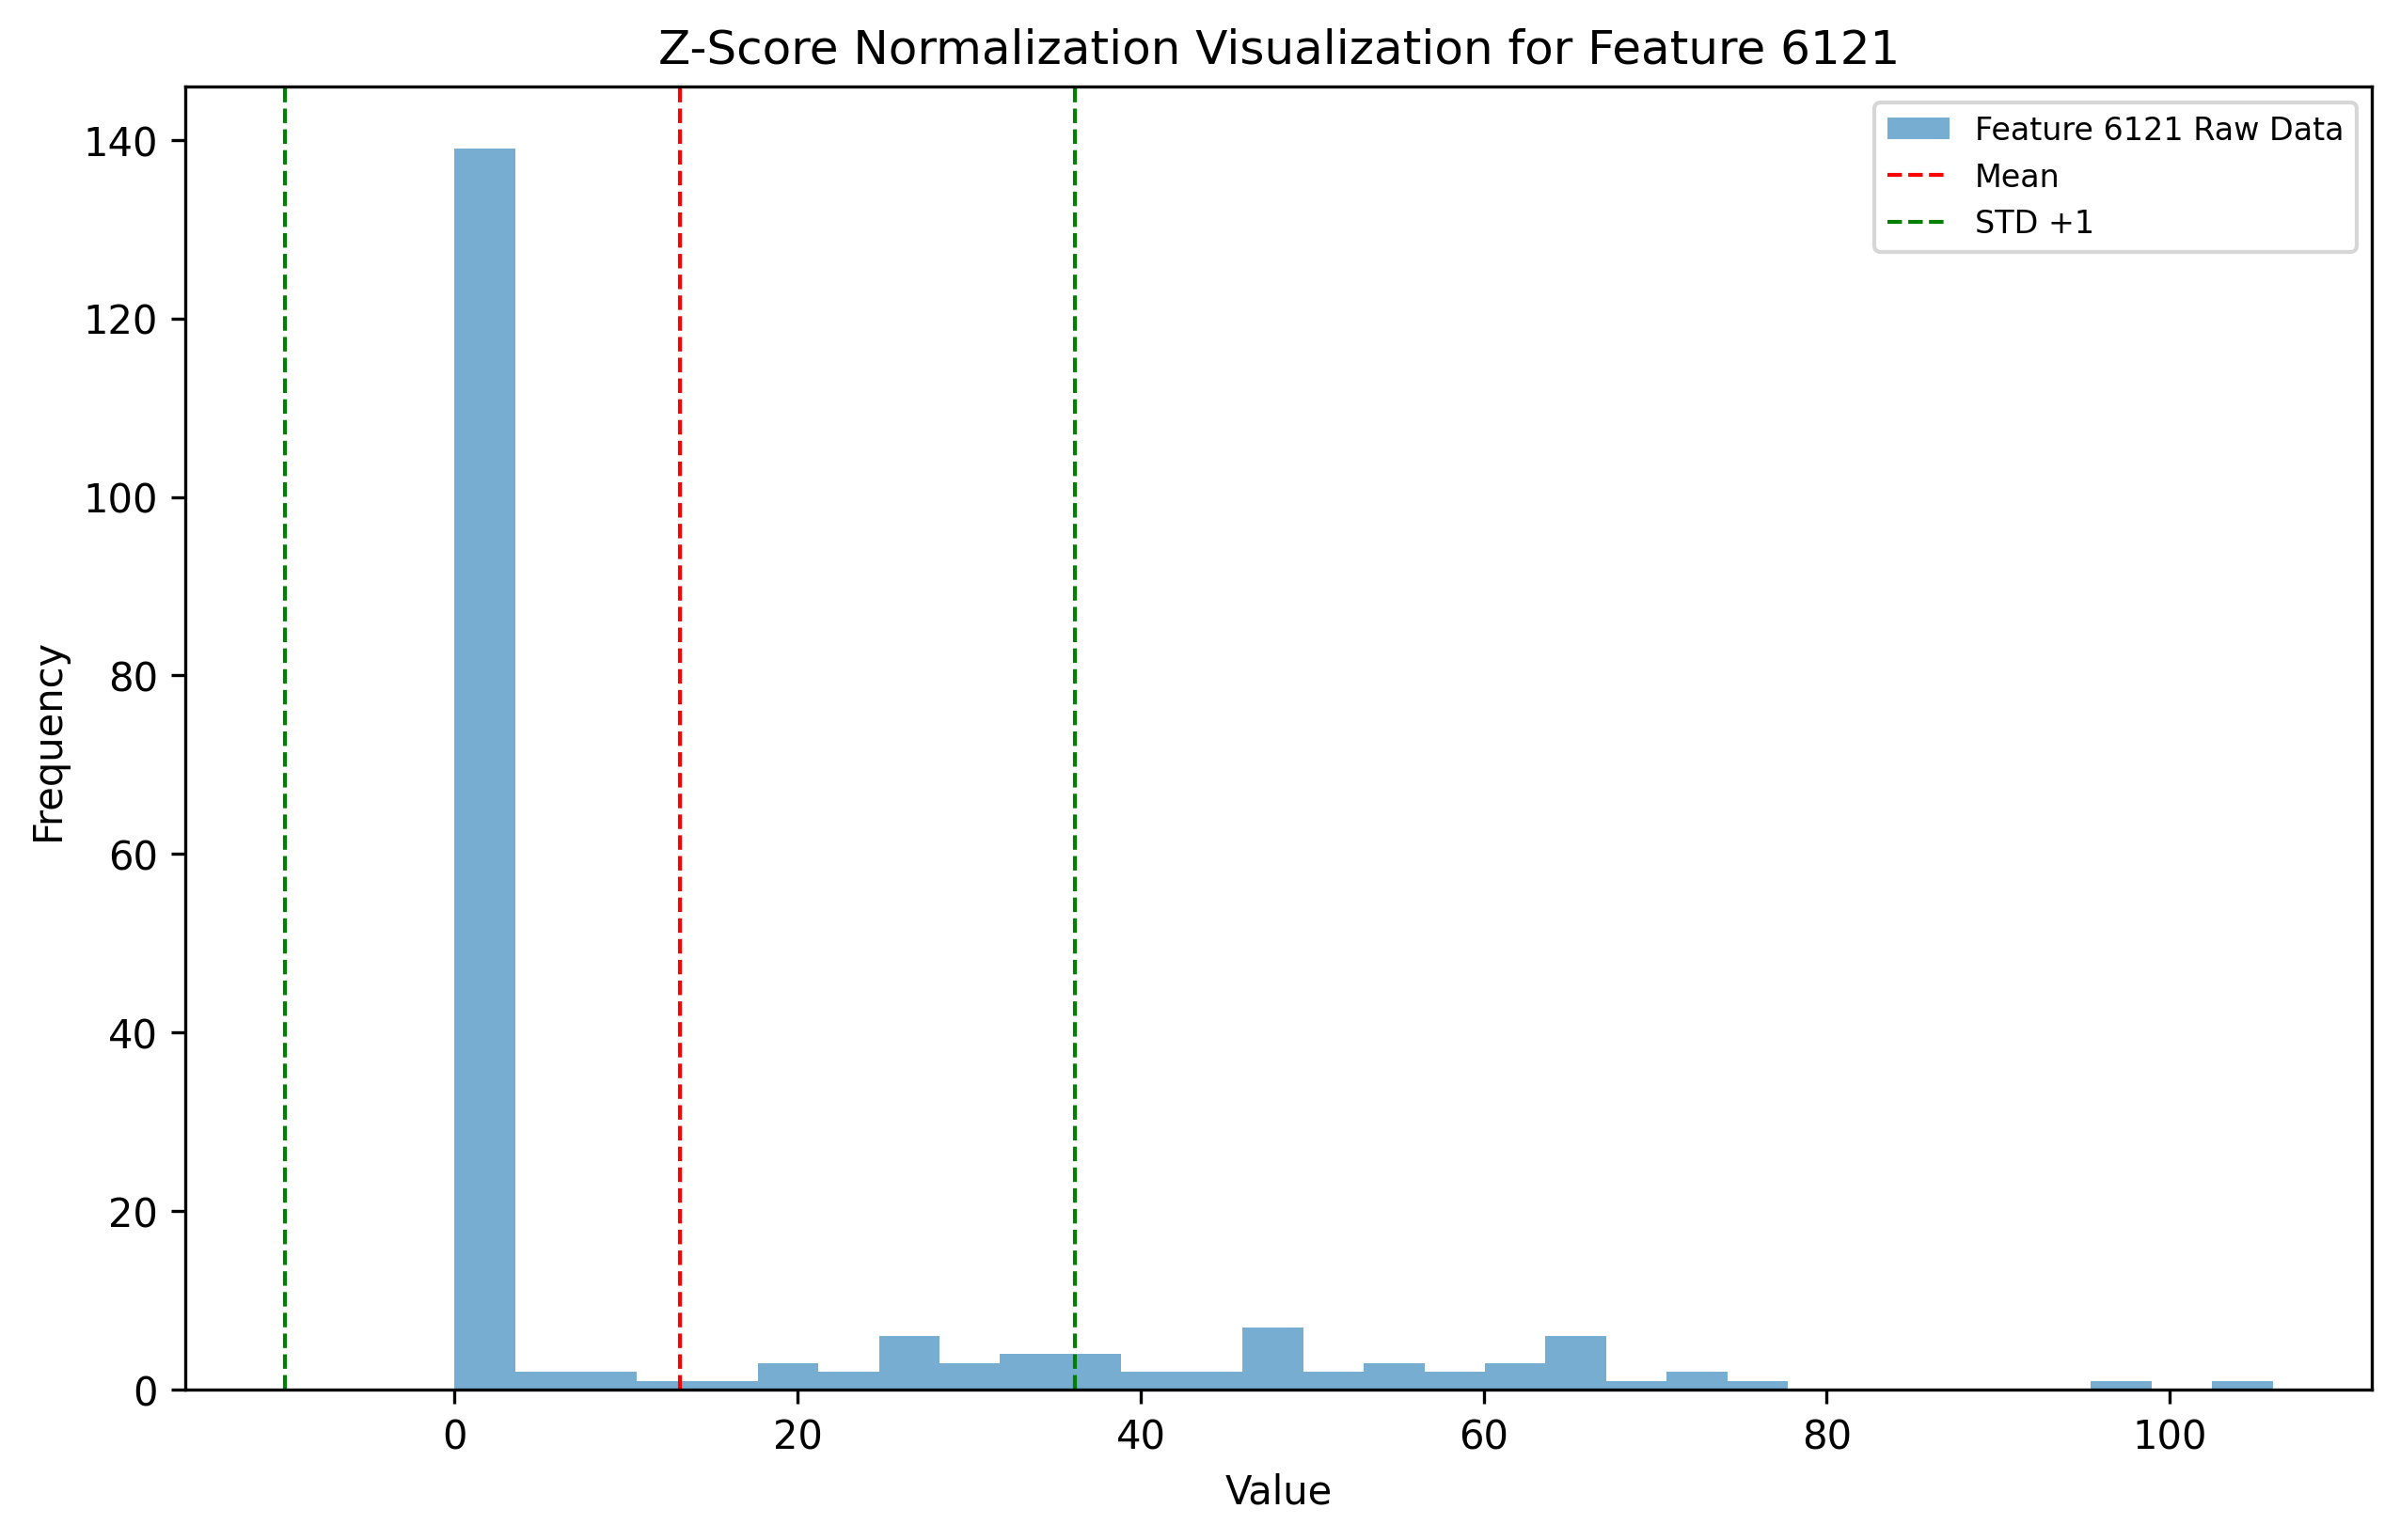 Z-Score Normalization Visualization for Feature 6121
Feature 6121 Raw Data
Mean
STD +1
140
120
100
80
60
40
20
0
Frequency
0 20 40 60 80 100
Value